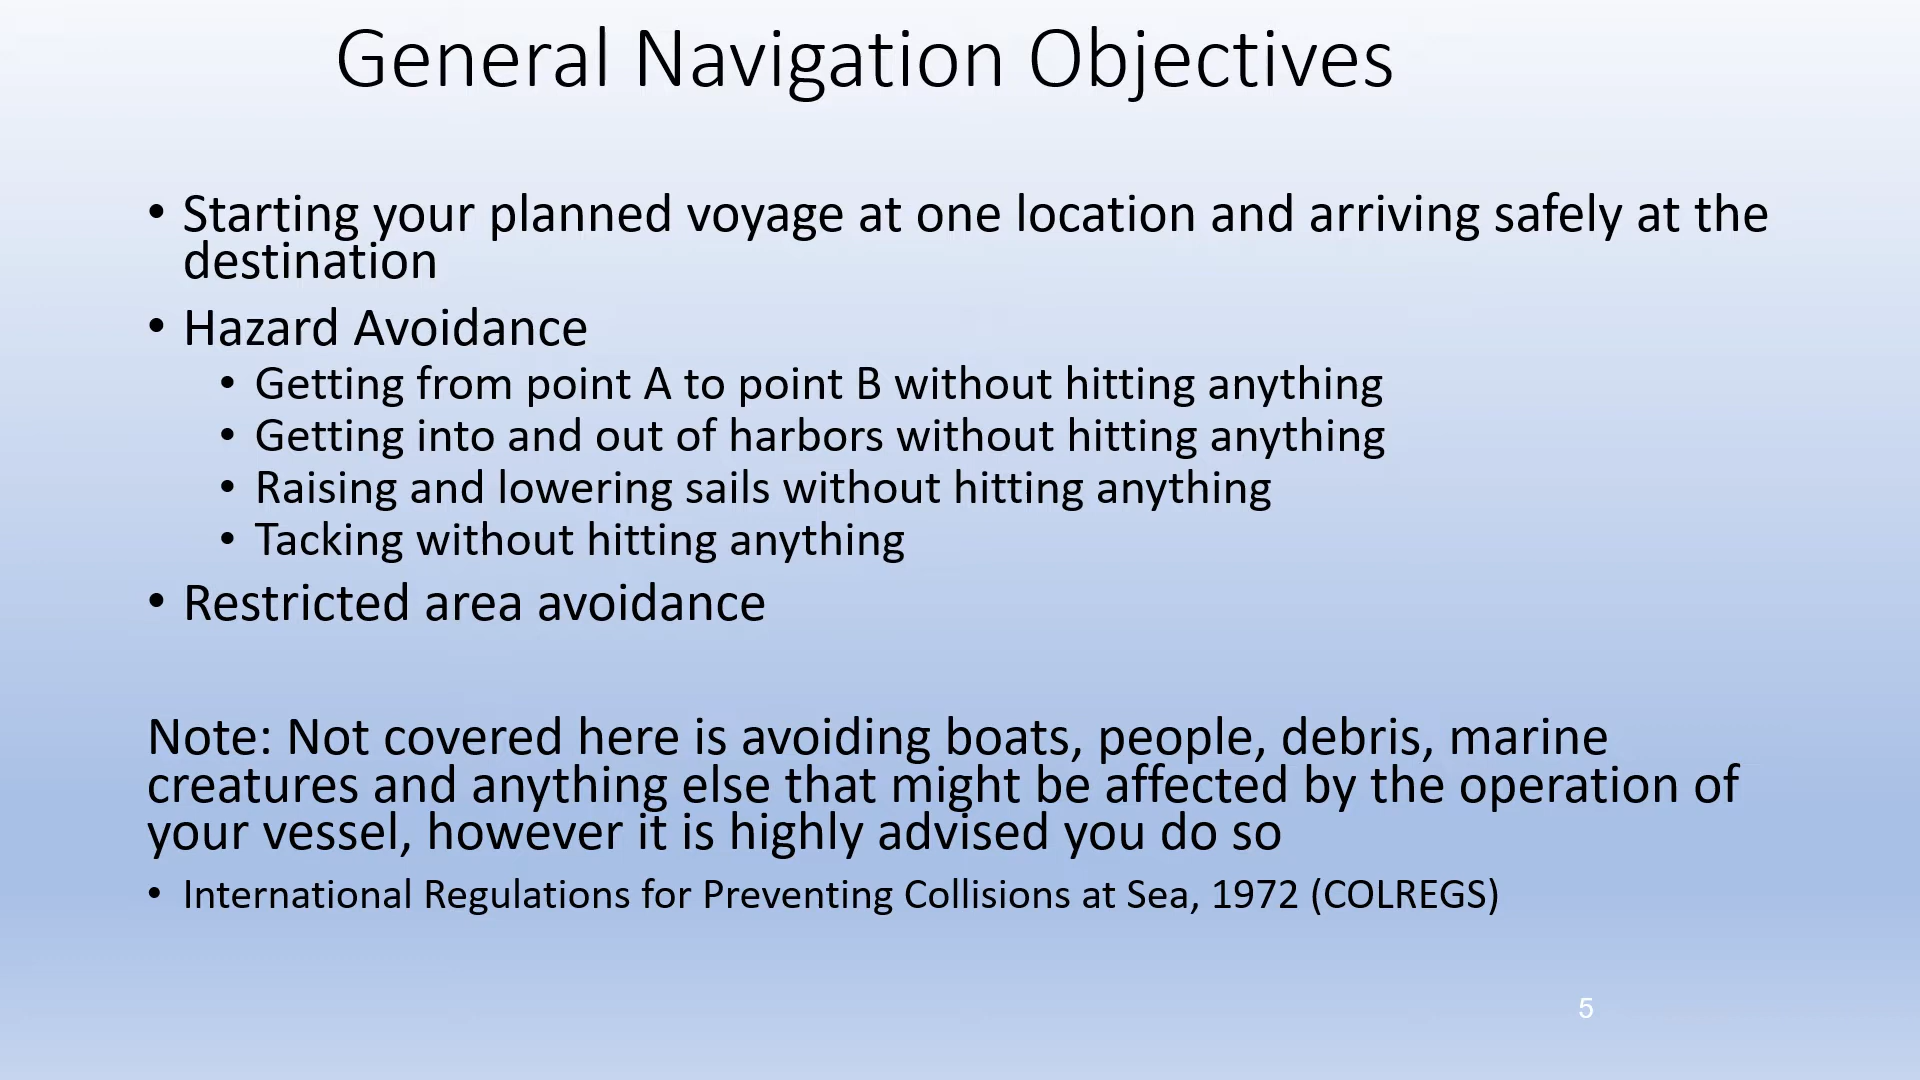 General Navigation Objectives
• Starting your planned voyage at one location and arriving safely at the
destination
• Hazard Avoidance
• Getting from point A to point B without hitting anything
• Getting into and out of harbors without hitting anything
• Raising and lowering sails without hitting anything
• Tacking without hitting anything
• Restricted area avoidance
Note: Not covered here is avoiding boats, people, debris, marine
creatures and anything else that might be affected by the operation of
your vessel, however it is highly advised you do so
• International Regulations for Preventing Collisions at Sea, 1972 (COLREGS)
5